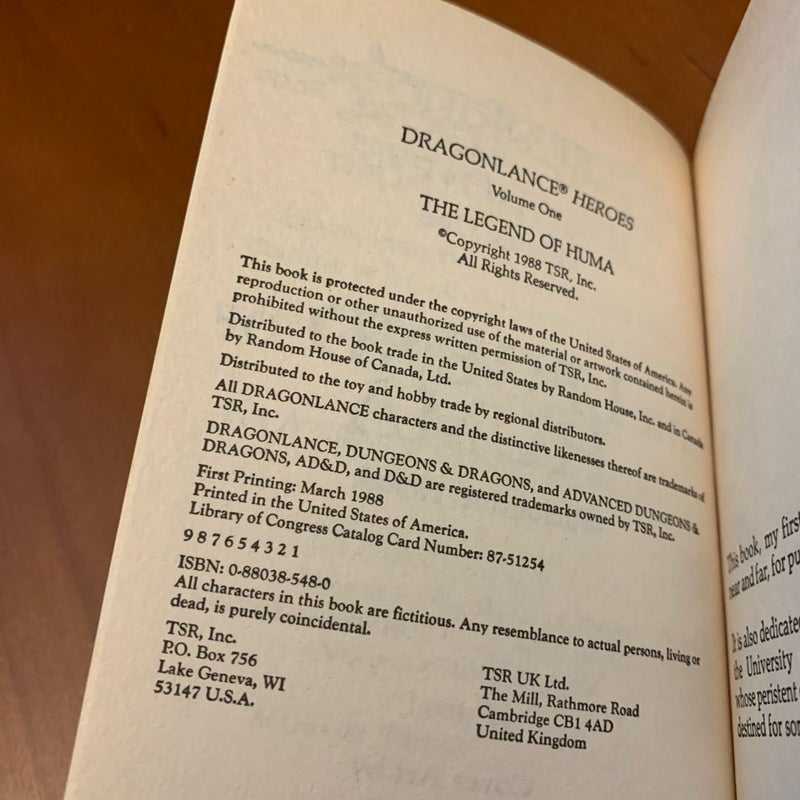 DRAGONLANCE® HEROES
Volume One
THE LEGEND OF HUMA
©Copyright 1988 TSR, Inc.
All Rights Reserved.
This book is protected under the copyright laws of the United States of America. Any
reproduction or other unauthorized use of the material or artwork contained herein is
prohibited without the express written permission of TSR, Inc.
Distributed to the book trade in the United States by Random House, Inc. and in Canada
by Random House of Canada, Ltd.
Distributed to the toy and hobby trade by regional distributors.
All DRAGONLANCE characters and the distinctive likenesses thereof are trademarks of
TSR, Inc.
DRAGONLANCE, DUNGEONS & DRAGONS, and ADVANCED DUNGEONS &
DRAGONS, AD&D, and D&D are registered trademarks owned by TSR, Inc.
First Printing: March 1988
Printed in the United States of America.
Library of Congress Catalog Card Number: 87-51254
9 8 7 6 5 4 3 2 1
ISBN: 0-88038-548-0
All characters in this book are fictitious. Any resemblance to actual persons, living or
dead, is purely coincidental.
TSR, Inc.
P.O. Box 756
Lake Geneva, WI
53147 U.S.A.
TSR UK Ltd.
The Mill, Rathmore Road
Cambridge CB1 4AD
United Kingdom
This book, my first
near and far, for pu
It is also dedicated
the University
whose peristent
destined for som